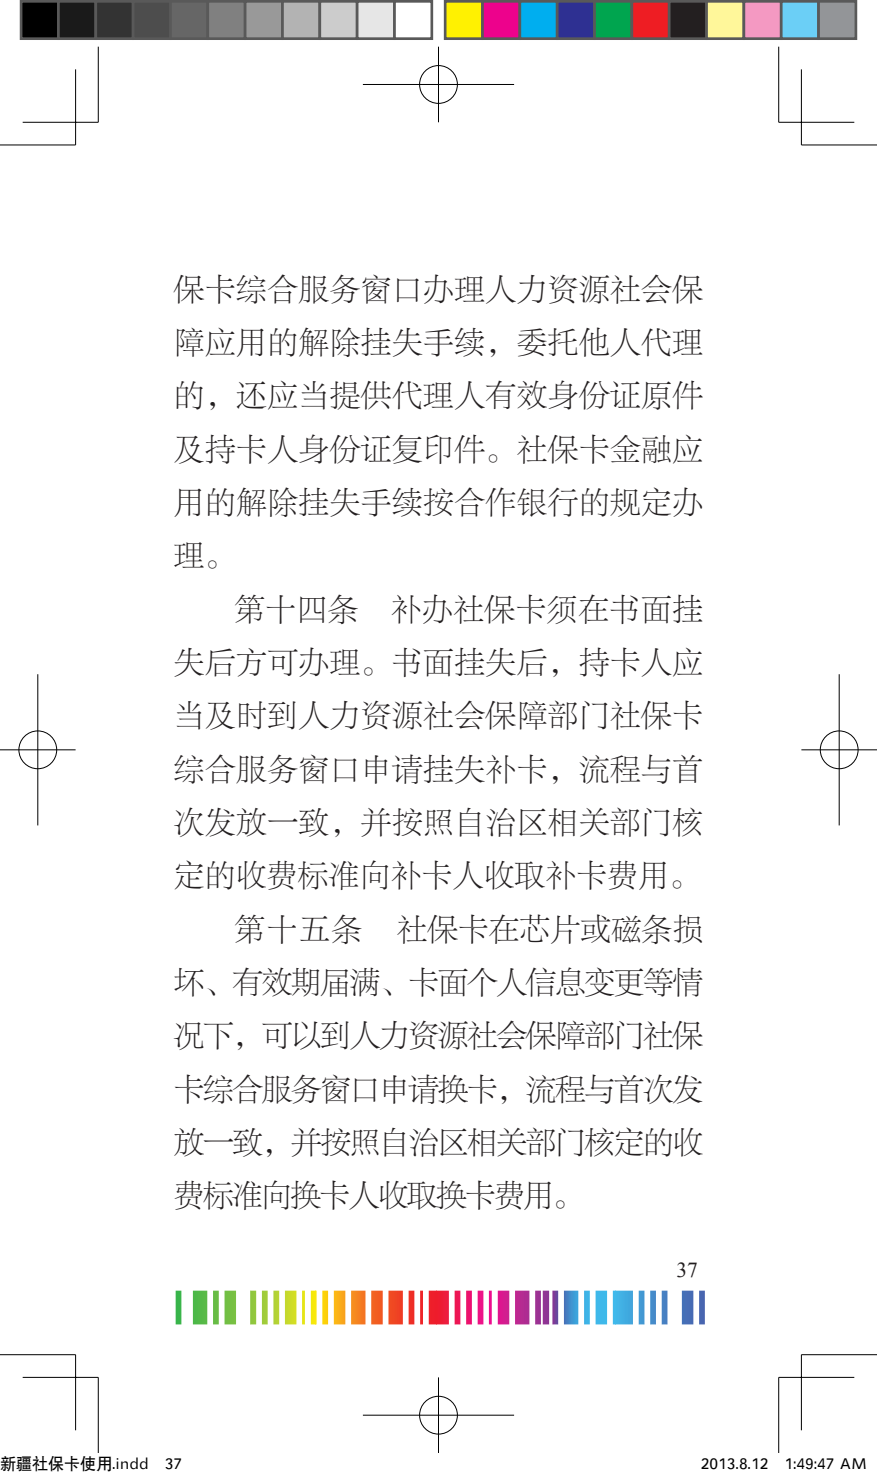 保卡综合服务窗口办理人力资源社会保
障应用的解除挂失手续，委托他人代理
的，还应当提供代理人有效身份证原件
及持卡人身份证复印件。社保卡金融应
用的解除挂失手续按合作银行的规定办
理。
第十四条　补办社保卡须在书面挂
失后方可办理。书面挂失后，持卡人应
当及时到人力资源社会保障部门社保卡
综合服务窗口申请挂失补卡，流程与首
次发放一致，并按照自治区相关部门核
定的收费标准向补卡人收取补卡费用。
第十五条　社保卡在芯片或磁条损
坏、有效期届满、卡面个人信息变更等情
况下，可以到人力资源社会保障部门社保
卡综合服务窗口申请换卡，流程与首次发
放一致，并按照自治区相关部门核定的收
费标准向换卡人收取换卡费用。
37
新疆社保卡使用.indd 37 2013.8.12 1:49:47 AM